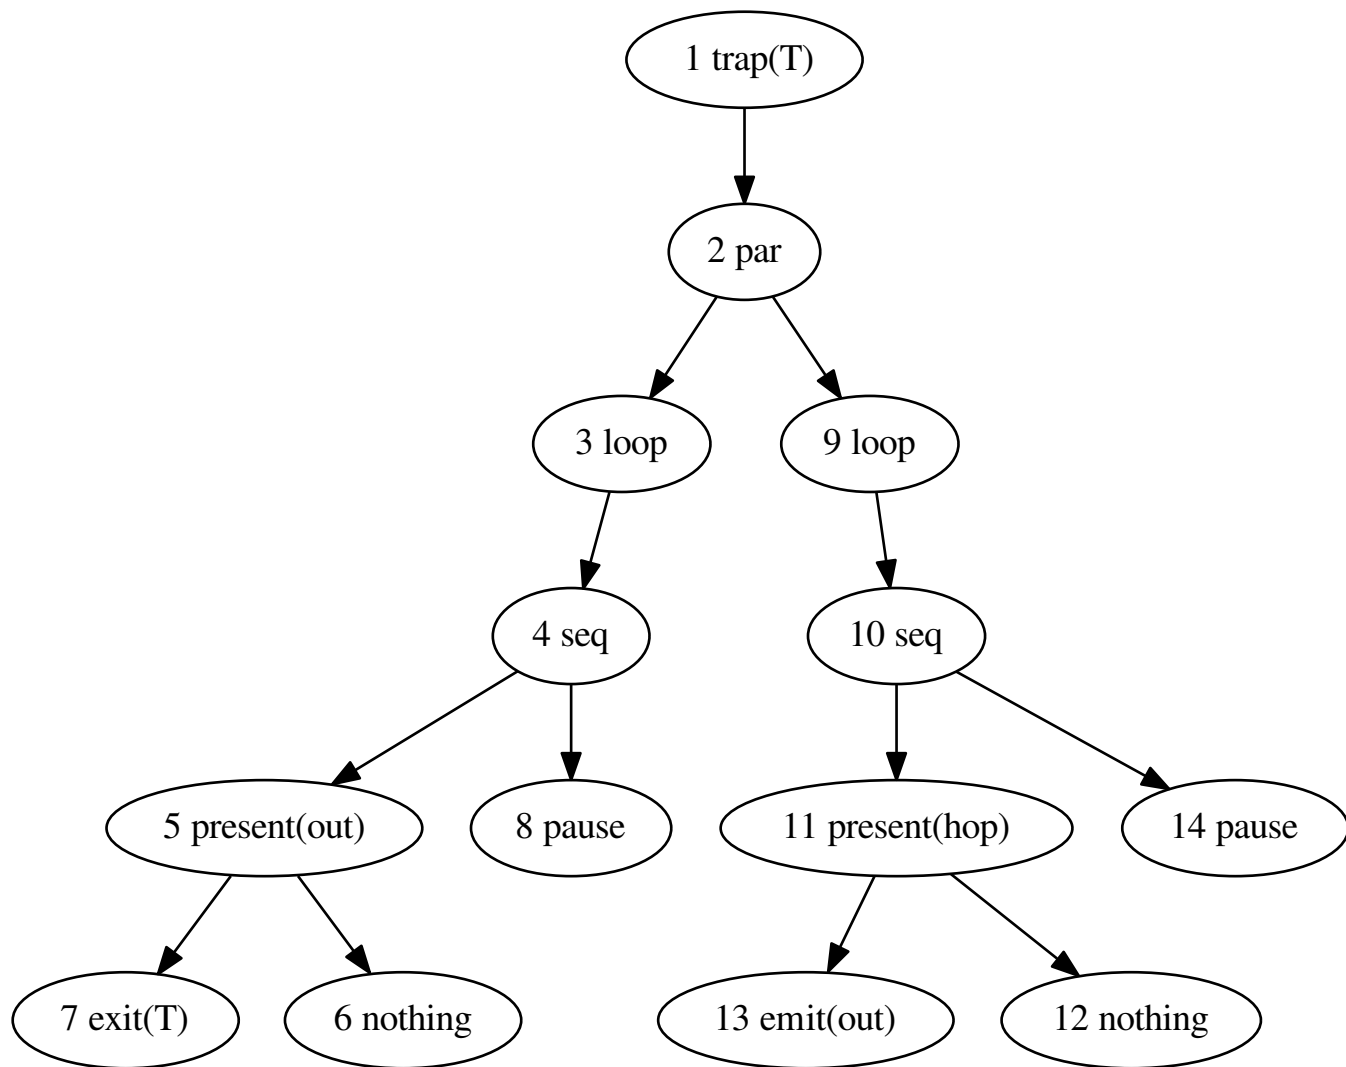 1 trap(T)
2 par
3 loop
9 loop
4 seq
10 seq
5 present(out)
8 pause
11 present(hop)
14 pause
7 exit(T)
6 nothing
13 emit(out)
12 nothing